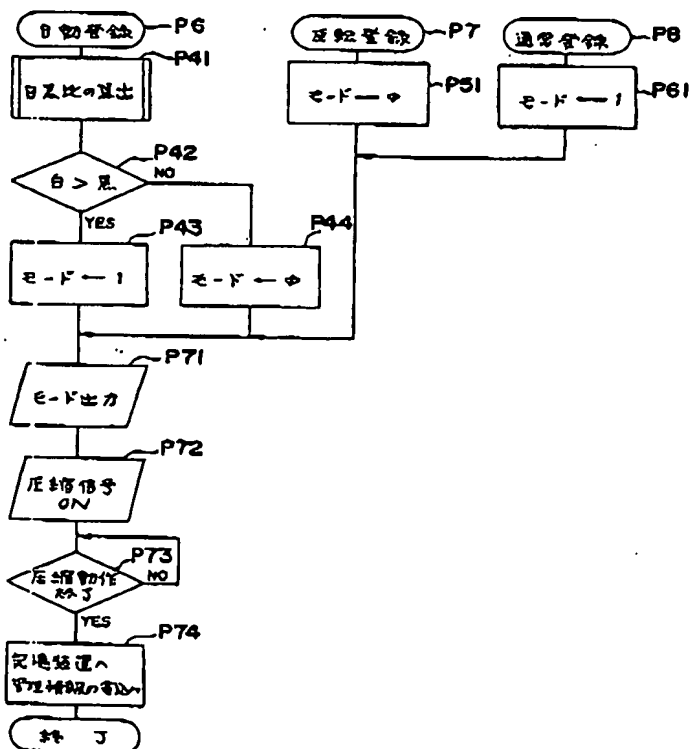 自動登録
P6
反転登録
P7
通常登録
P8
P41
白黒比の算出
モード ← 0
P51
モード ← 1
P61
P42
白 > 黒
NO
YES
P43
モード ← 1
P44
モード ← 0
P71
モード出力
P72
圧縮信号
ON
P73
圧縮動作
終了
NO
YES
P74
記憶装置へ
管理情報の書込み
終了